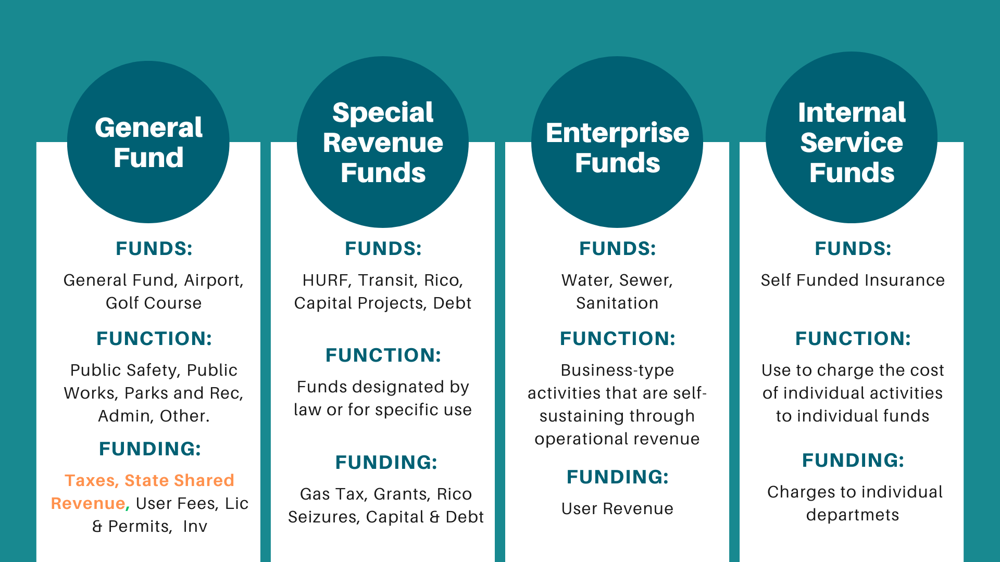 General
Fund
FUNDS:
General Fund, Airport,
Golf Course
FUNCTION:
Public Safety, Public
Works, Parks and Rec,
Admin, Other.
FUNDING:
Taxes, State Shared
Revenue, User Fees, Lic
& Permits,  Inv
Special
Revenue
Funds
FUNDS:
HURF, Transit, Rico,
Capital Projects, Debt
FUNCTION:
Funds designated by
law or for specific use
FUNDING:
Gas Tax, Grants, Rico
Seizures, Capital & Debt
Enterprise
Funds
FUNDS:
Water, Sewer,
Sanitation
FUNCTION:
Business-type
activities that are self-
sustaining through
operational revenue
FUNDING:
User Revenue
Internal
Service
Funds
FUNDS:
Self Funded Insurance
FUNCTION:
Use to charge the cost
of individual activities
to individual funds
FUNDING:
Charges to individual
departmets